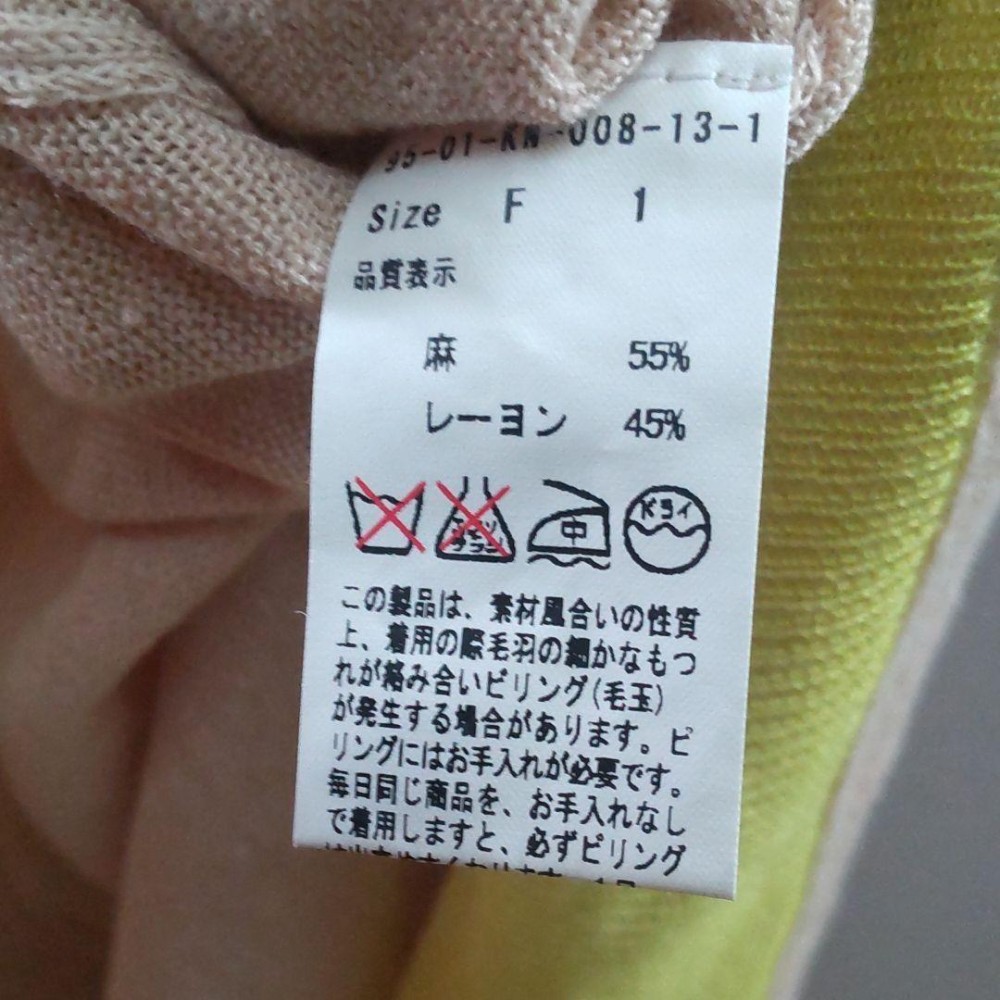 95-01-KN-008-13-1
Size F 1
品質表示
麻 55%
レーヨン 45%
中 ドライ
この製品は、素材風合いの性質
上、着用の際毛羽の細かなもつ
れが絡み合いピリング(毛玉)
が発生する場合があります。ピ
リングにはお手入れが必要です。
毎日同じ商品を、お手入れなし
で着用しますと、必ずピリング